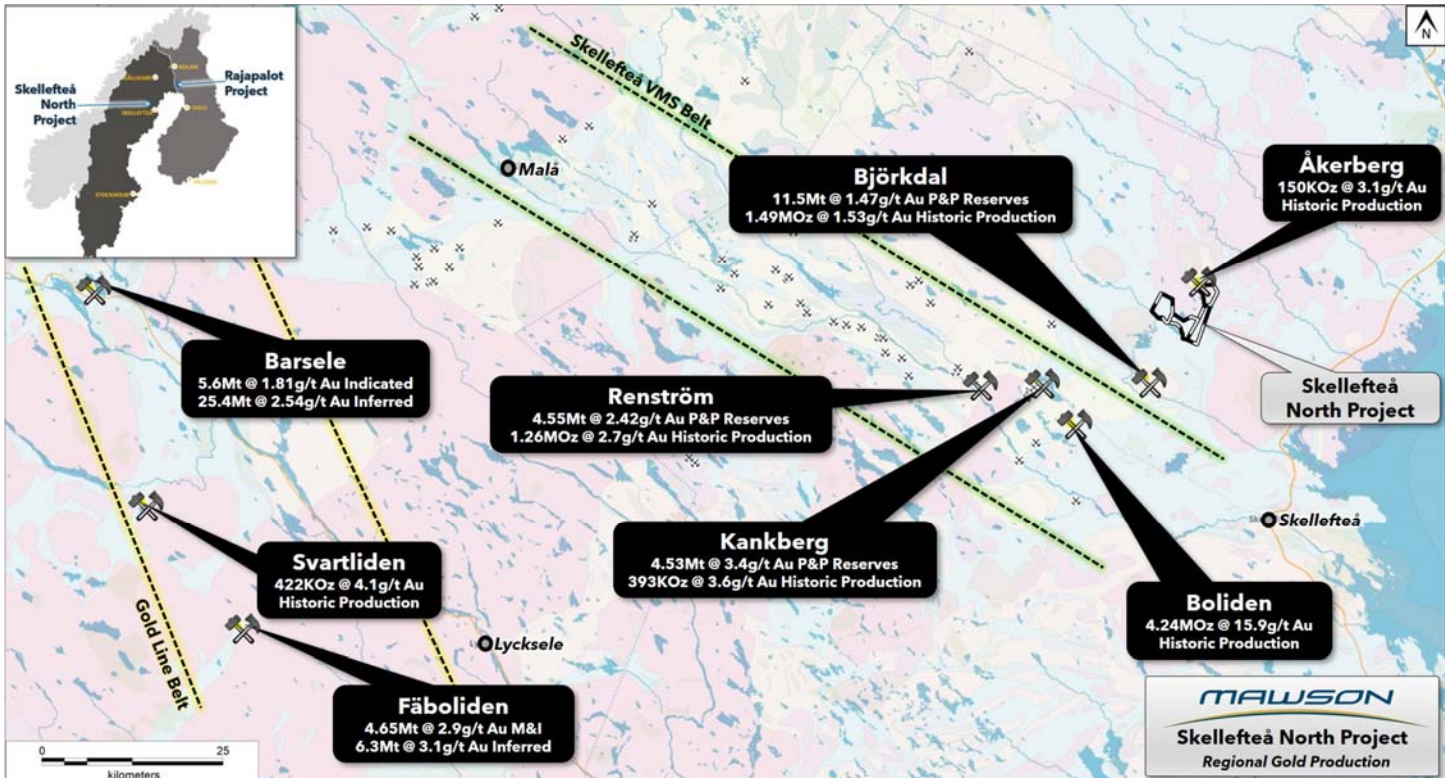 Skellefteå
North
Project
Rajapalot
Project
KOLARI
GÄLLIVARE
SKELLEFTEÅ
OULU
STOCKHOLM
HELSINKI
N
Skellefteå VMS Belt
Malå
Björkdal
11.5Mt @ 1.47g/t Au P&P Reserves
1.49MOz @ 1.53g/t Au Historic Production
Åkerberg
150KOz @ 3.1g/t Au
Historic Production
Barsele
5.6Mt @ 1.81g/t Au Indicated
25.4Mt @ 2.54g/t Au Inferred
Renström
4.55Mt @ 2.42g/t Au P&P Reserves
1.26MOz @ 2.7g/t Au Historic Production
Skellefteå
North Project
Svartliden
422KOz @ 4.1g/t Au
Historic Production
Kankberg
4.53Mt @ 3.4g/t Au P&P Reserves
393KOz @ 3.6g/t Au Historic Production
Skellefteå
Boliden
4.24MOz @ 15.9g/t Au
Historic Production
Gold Line Belt
Lycksele
Fäboliden
4.65Mt @ 2.9g/t Au M&I
6.3Mt @ 3.1g/t Au Inferred
0 25
kilometers
MAWSON
Skellefteå North Project
Regional Gold Production